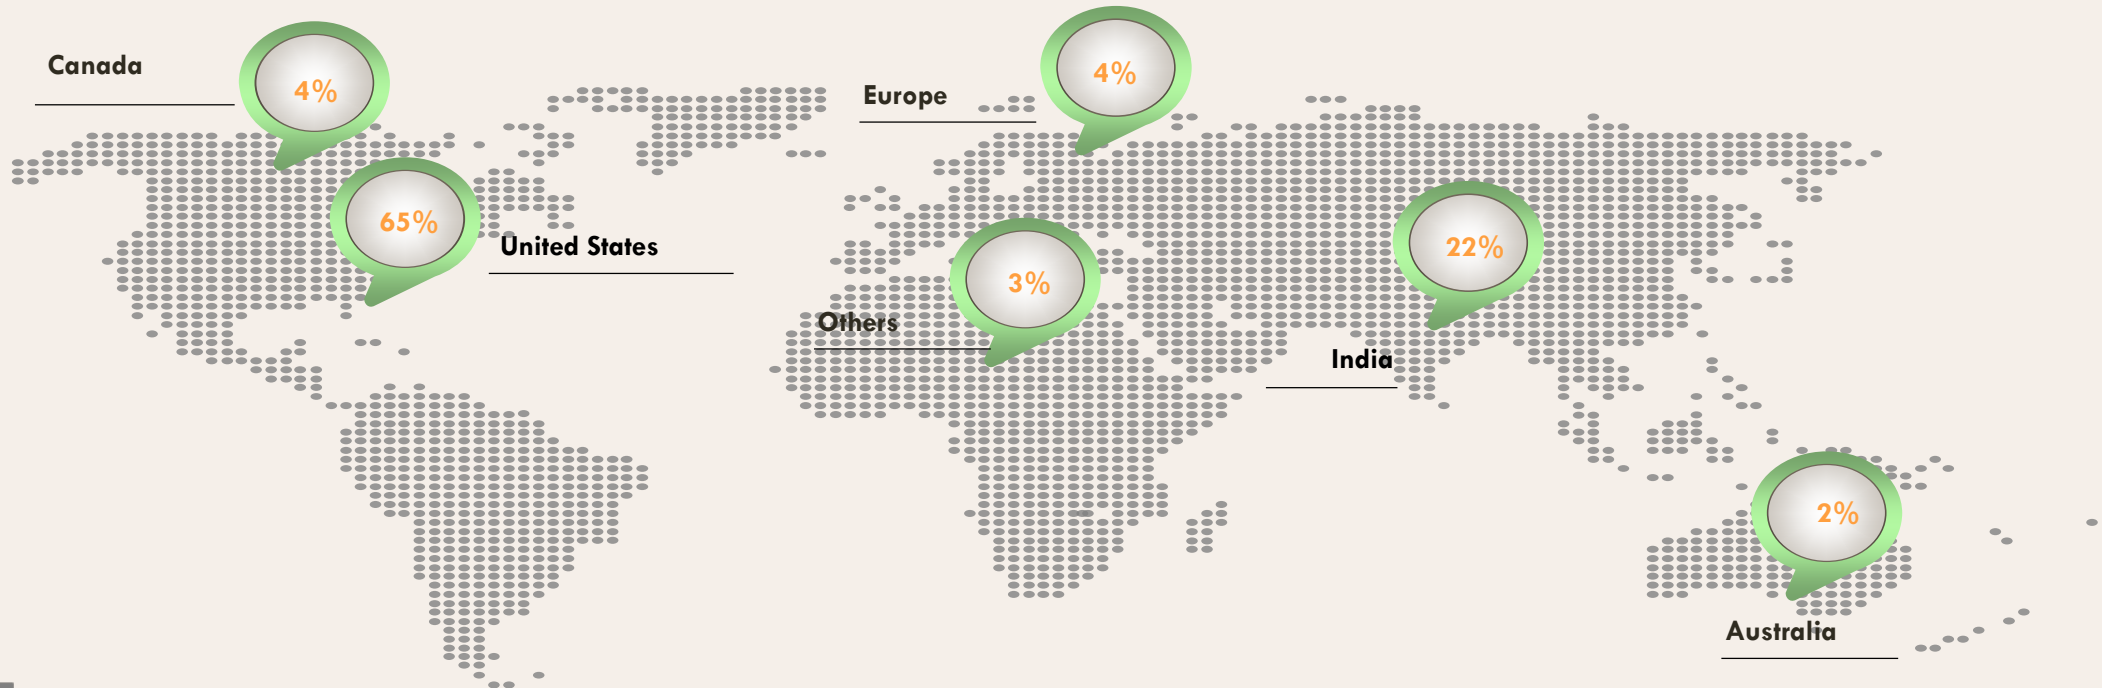 Canada
4%
Europe
4%
65%
United States
3%
Others
22%
India
2%
Australia